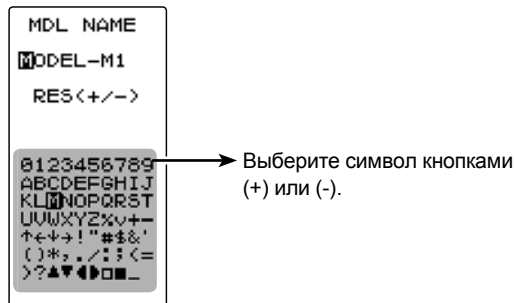 MDL NAME
MODEL-M1
RES(+/-)
0123456789
ABCDEFGHIJ
KLMNOPQRST
UVWXYZ%v+-
↑←↓→!"#$&'
()*,./:;<=
>?▲▼◀▶□■_
Выберите символ кнопками
(+) или (-).